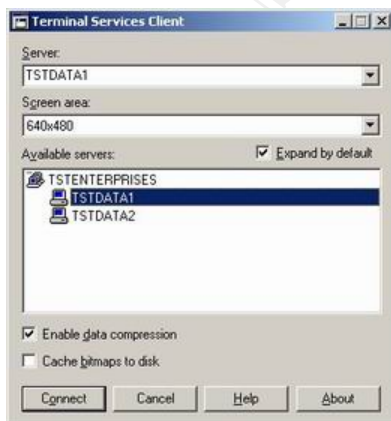 Terminal Services Client
Server:
TSTDATA1
Screen area:
640x480
Available servers:
Expand by default
TSTENTERPRISES
TSTDATA1
TSTDATA2
Enable data compression
Cache bitmaps to disk
Connect
Cancel
Help
About